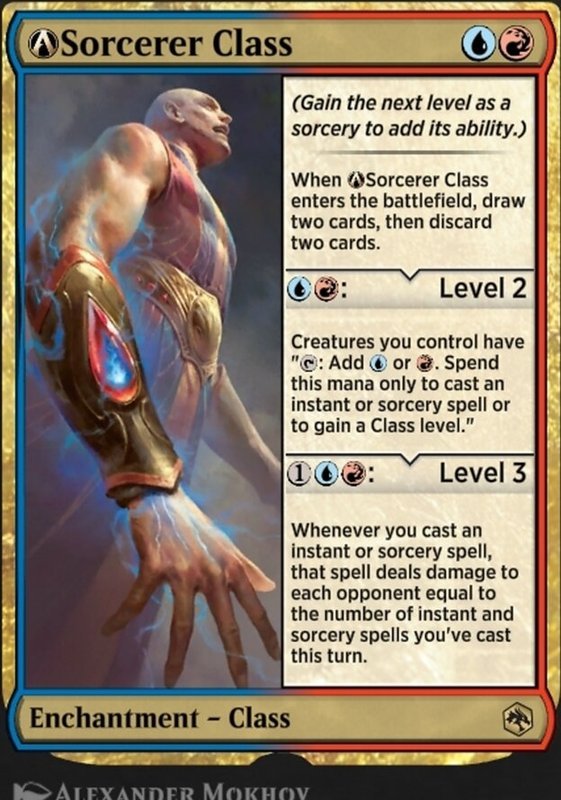 Sorcerer Class
(Gain the next level as a
sorcery to add its ability.)
When Sorcerer Class
enters the battlefield, draw
two cards, then discard
two cards.
: Level 2
Creatures you control have
": Add or . Spend
this mana only to cast an
instant or sorcery spell or
to gain a Class level."
1 : Level 3
Whenever you cast an
instant or sorcery spell,
that spell deals damage to
each opponent equal to
the number of instant and
sorcery spells you've cast
this turn.
Enchantment – Class
Alexander Mokhov